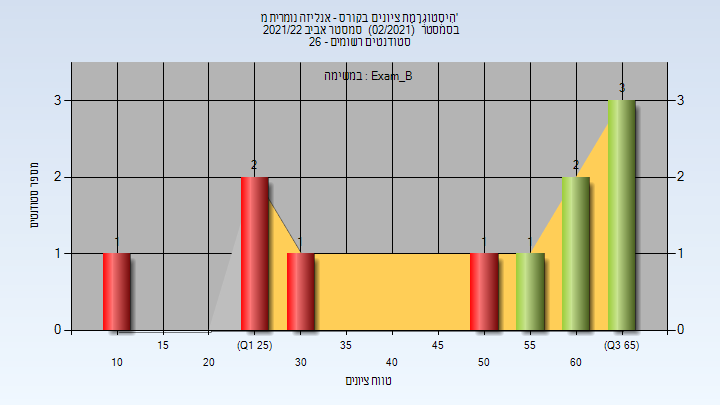 הִיסְטוֹגְרָמַת ציונים בקורס - אנליזה נומרית מ'
בסמסטר (02/2021) סמסטר אביב 2021/22
סטודנטים רשומים - 26
במשימה : Exam_B
מספר סטודנטים
3 3
2 2
1 1
0 0
1 2 1 1 1 2 3
10 15 20 (Q1 25) 30 35 40 45 50 55 60 (Q3 65)
טווח ציונים